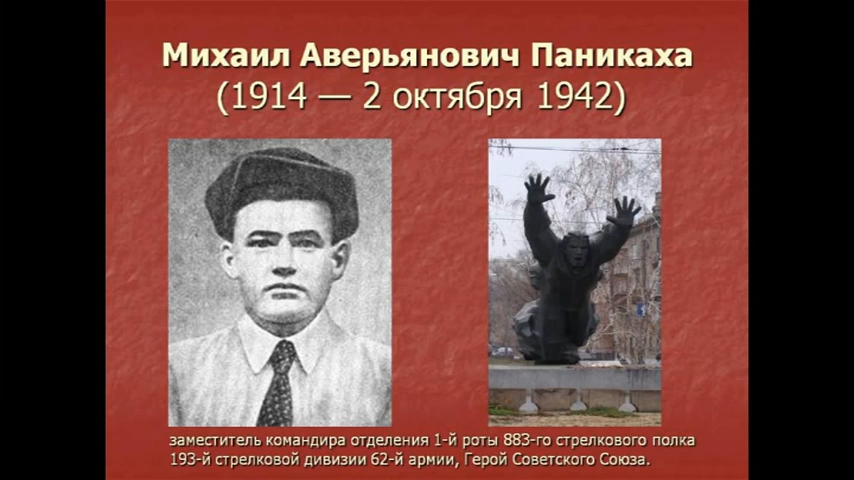 Михаил Аверьянович Паникаха
(1914 — 2 октября 1942)
заместитель командира отделения 1-й роты 883-го стрелкового полка
193-й стрелковой дивизии 62-й армии, Герой Советского Союза.